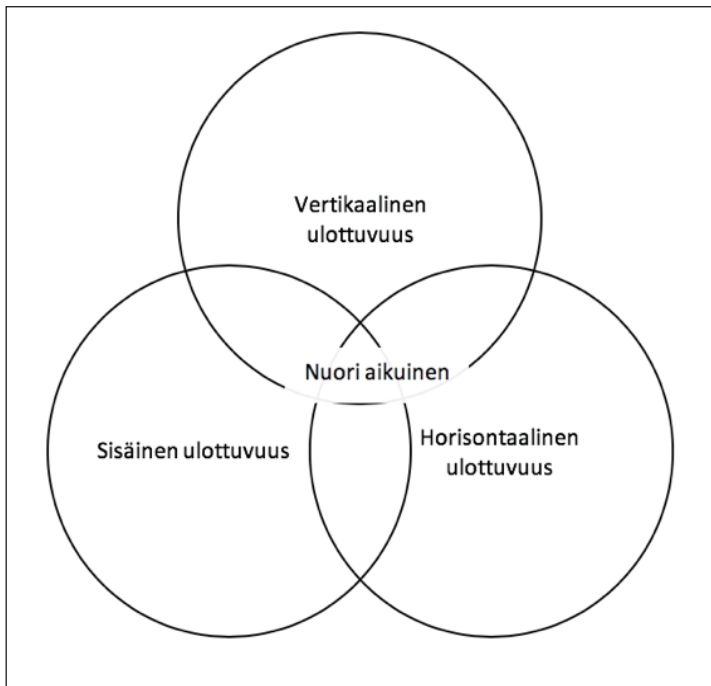 Vertikaalinen
ulottuvuus
Nuori aikuinen
Sisäinen ulottuvuus
Horisontaalinen
ulottuvuus